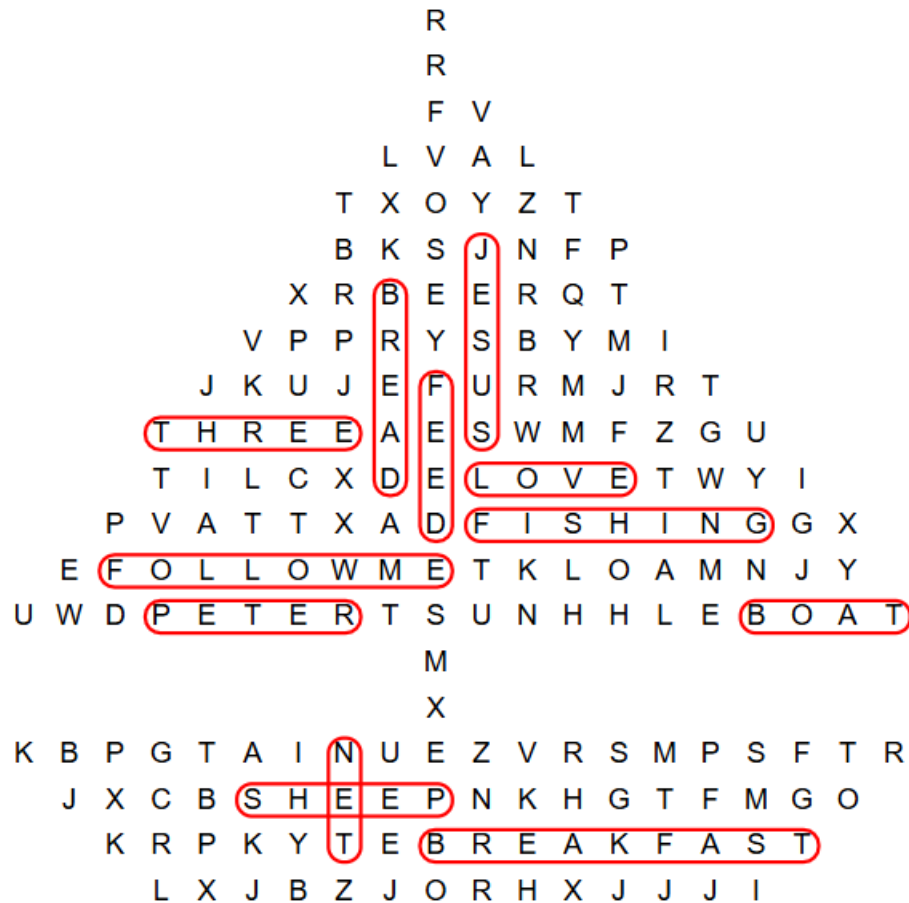 R
R
F V
L V A L
T X O Y Z T
B K S J N F P
X R B E E R Q T
V P P R Y S B Y M I
J K U J E F U R M J R T
T H R E E A E S W M F Z G U
T I L C X D E L O V E T W Y I
P V A T T X A D F I S H I N G G X
E F O L L O W M E T K L O A M N J Y
U W D P E T E R T S U N H H L E B O A T
M
X
K B P G T A I N U E Z V R S M P S F T R
J X C B S H E E P N K H G T F M G O
K R P K Y T E B R E A K F A S T
L X J B Z J O R H X J J J I